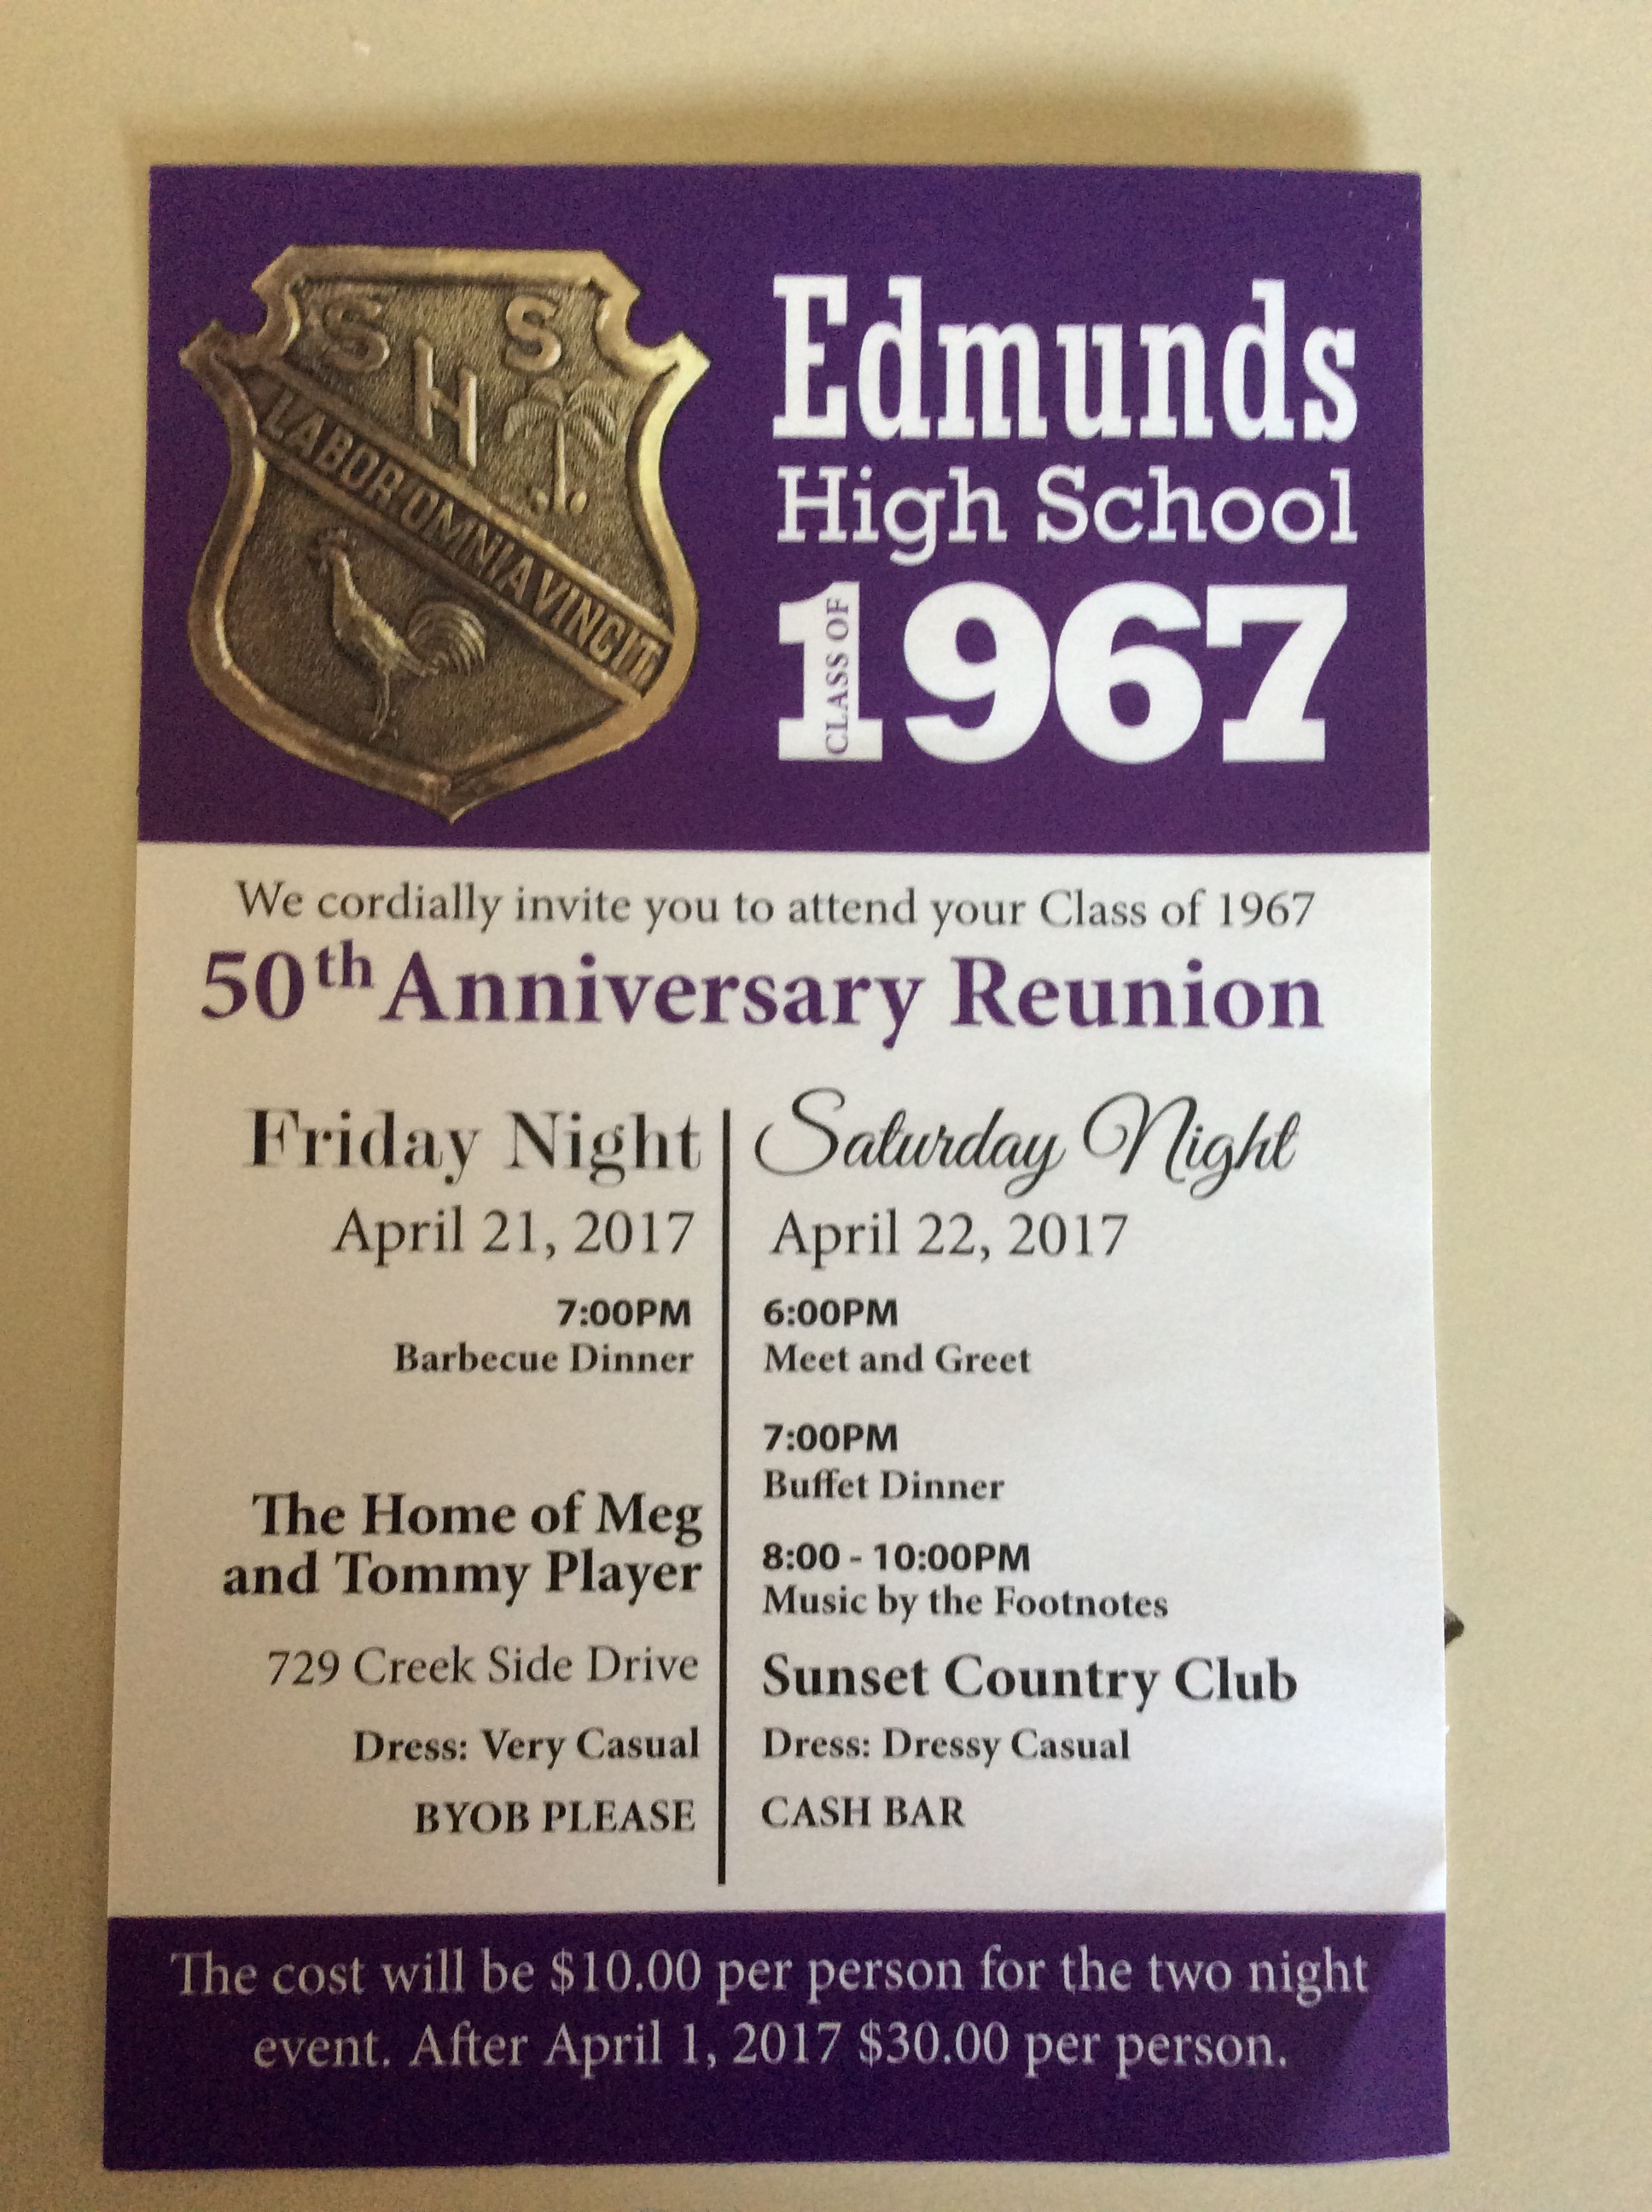 S H S
LABOR OMNIA VINCIT
Edmunds
High School
CLASS OF
1967
We cordially invite you to attend your Class of 1967
50th Anniversary Reunion
Friday Night
April 21, 2017
7:00PM
Barbecue Dinner
The Home of Meg
and Tommy Player
729 Creek Side Drive
Dress: Very Casual
BYOB PLEASE
Saturday Night
April 22, 2017
6:00PM
Meet and Greet
7:00PM
Buffet Dinner
8:00 - 10:00PM
Music by the Footnotes
Sunset Country Club
Dress: Dressy Casual
CASH BAR
The cost will be $10.00 per person for the two night
event. After April 1, 2017 $30.00 per person.